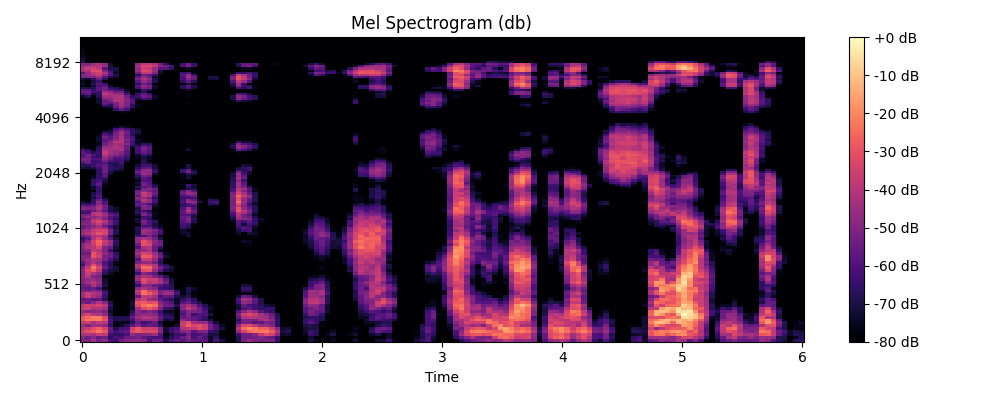 Mel Spectrogram (db)
8192
4096
2048
1024
512
0
Hz
0 1 2 3 4 5 6
Time
+0 dB
-10 dB
-20 dB
-30 dB
-40 dB
-50 dB
-60 dB
-70 dB
-80 dB